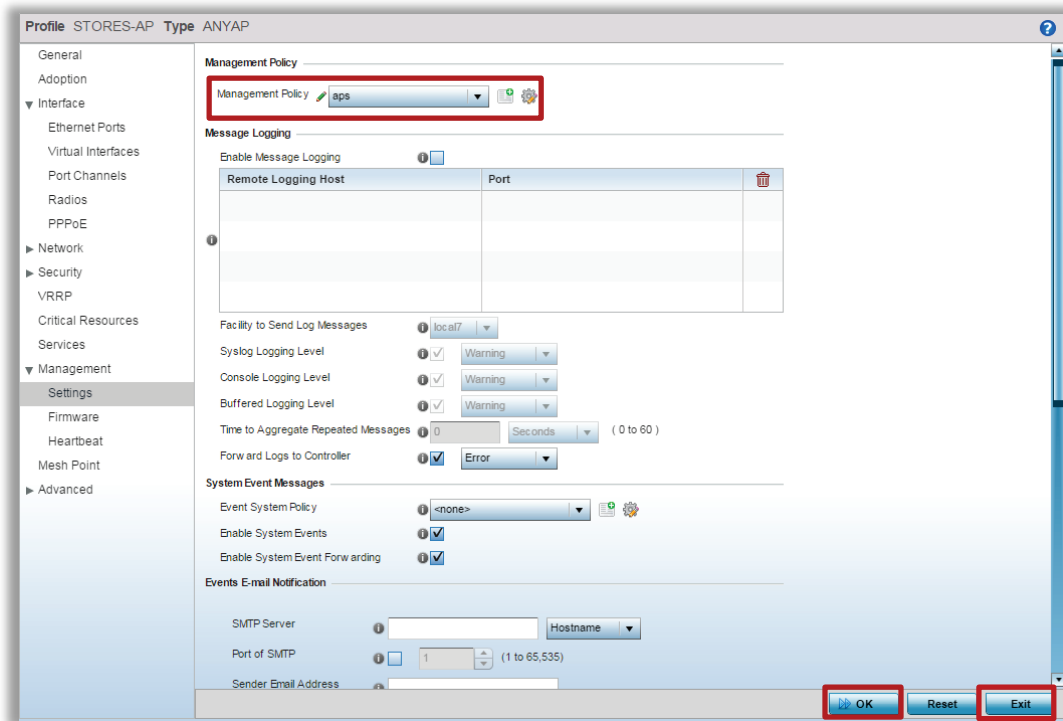 Profile STORES-AP Type ANYAP
General
Adoption
Interface
Ethernet Ports
Virtual Interfaces
Port Channels
Radios
PPPoE
Network
Security
VRRP
Critical Resources
Services
Management
Settings
Firmware
Heartbeat
Mesh Point
Advanced
Management Policy
Management Policy aps
Message Logging
Enable Message Logging
Remote Logging Host Port
Facility to Send Log Messages local7
Syslog Logging Level Warning
Console Logging Level Warning
Buffered Logging Level Warning
Time to Aggregate Repeated Messages 0 Seconds ( 0 to 60 )
Forward Logs to Controller Error
System Event Messages
Event System Policy <none>
Enable System Events
Enable System Event Forwarding
Events E-mail Notification
SMTP Server Hostname
Port of SMTP 1 (1 to 65,535)
Sender Email Address
OK Reset Exit